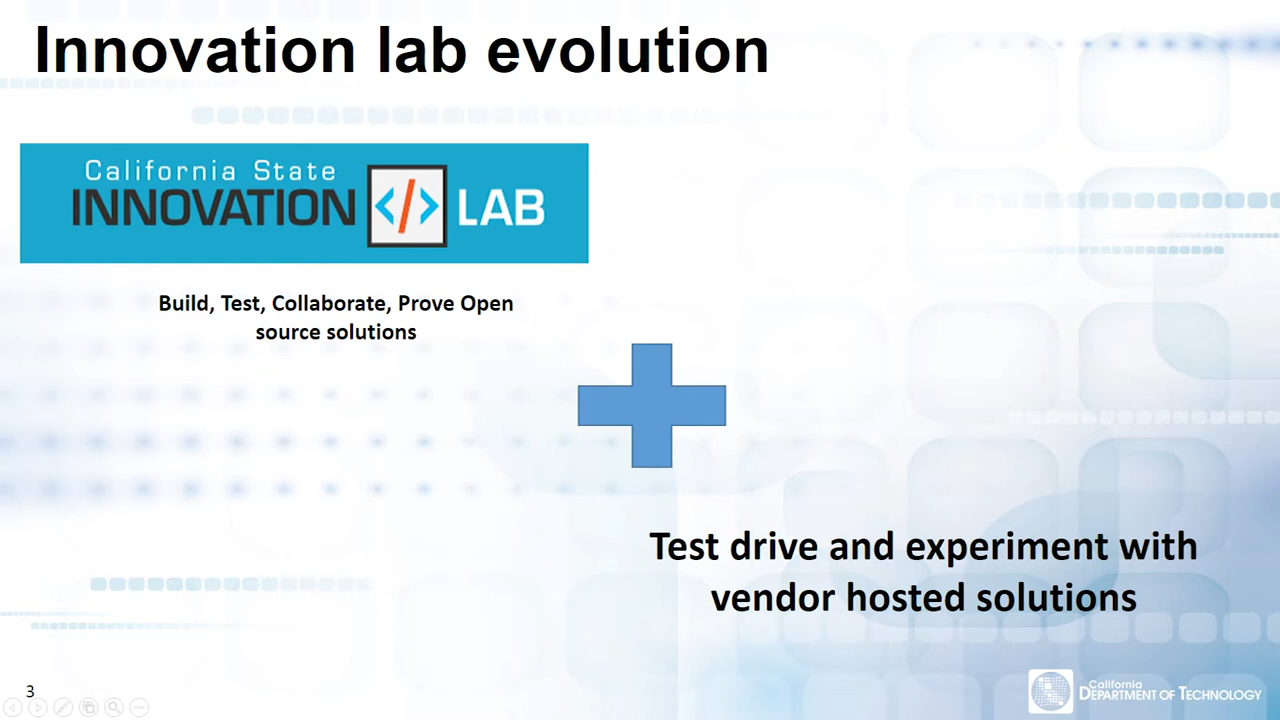 Innovation lab evolution
California State
INNOVATION </> LAB
Build, Test, Collaborate, Prove Open
source solutions
Test drive and experiment with
vendor hosted solutions
3
California
DEPARTMENT OF TECHNOLOGY